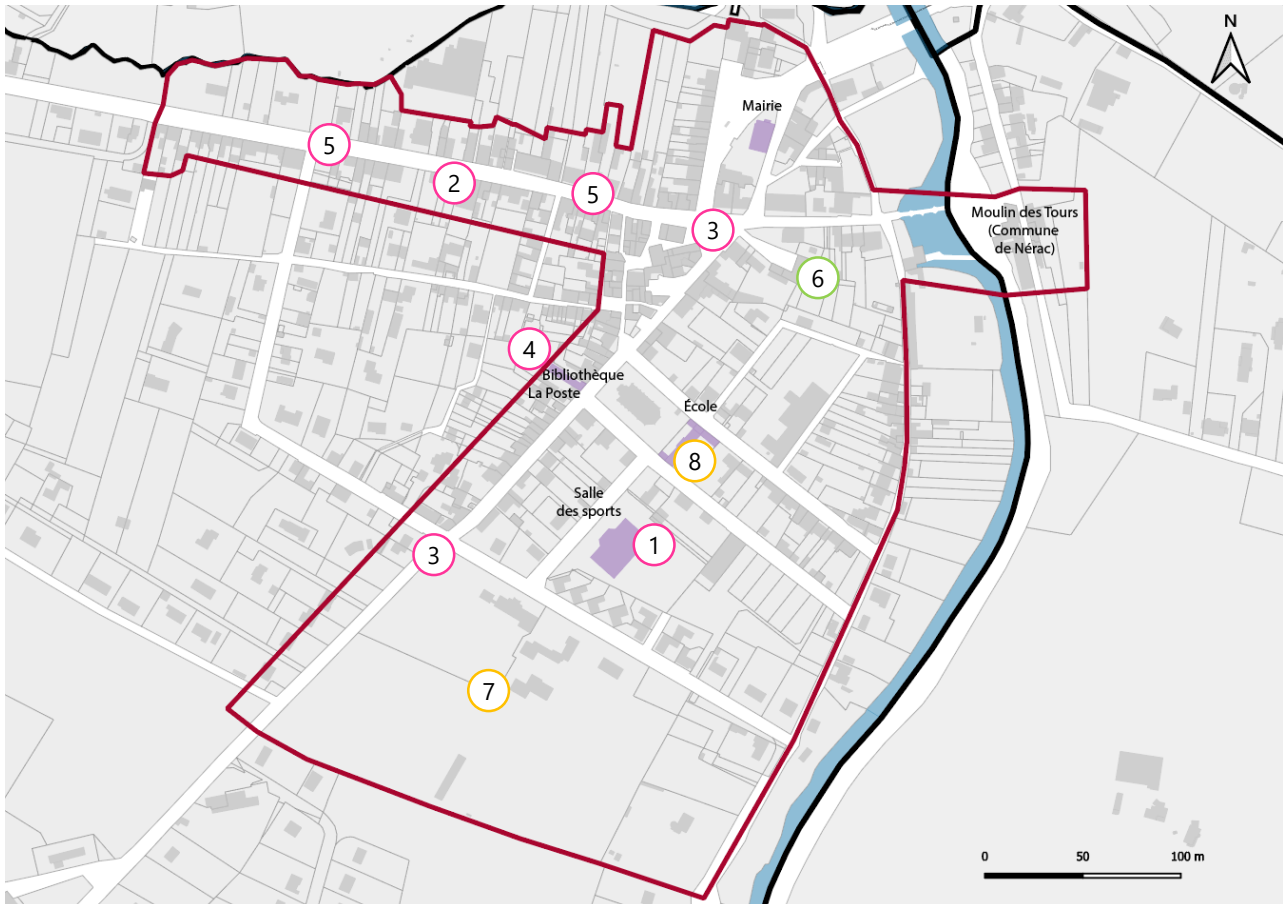 N
Mairie
5
2
5
3
Moulin des Tours
(Commune
de Nérac)
6
4
Bibliothèque
La Poste
École
8
Salle
des sports
1
3
7
0 50 100 m